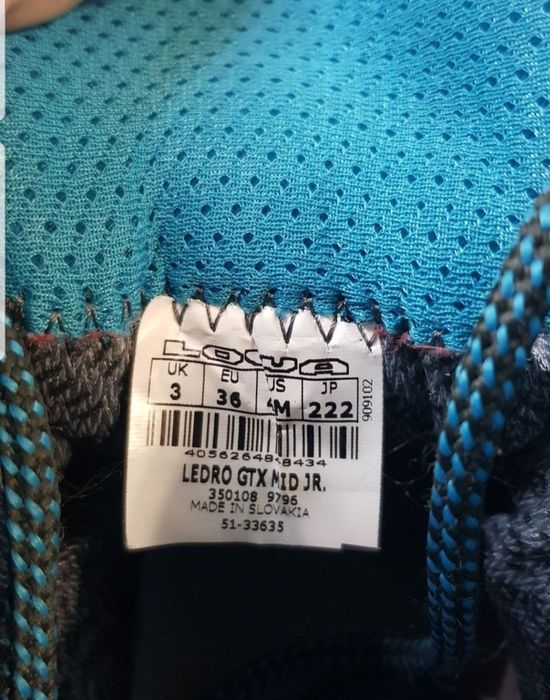 LOWA
UK EU US JP
3 36 4M 222
909102
LEDRO GTX MID JR.
350108 9796
MADE IN SLOVAKIA
51-33635